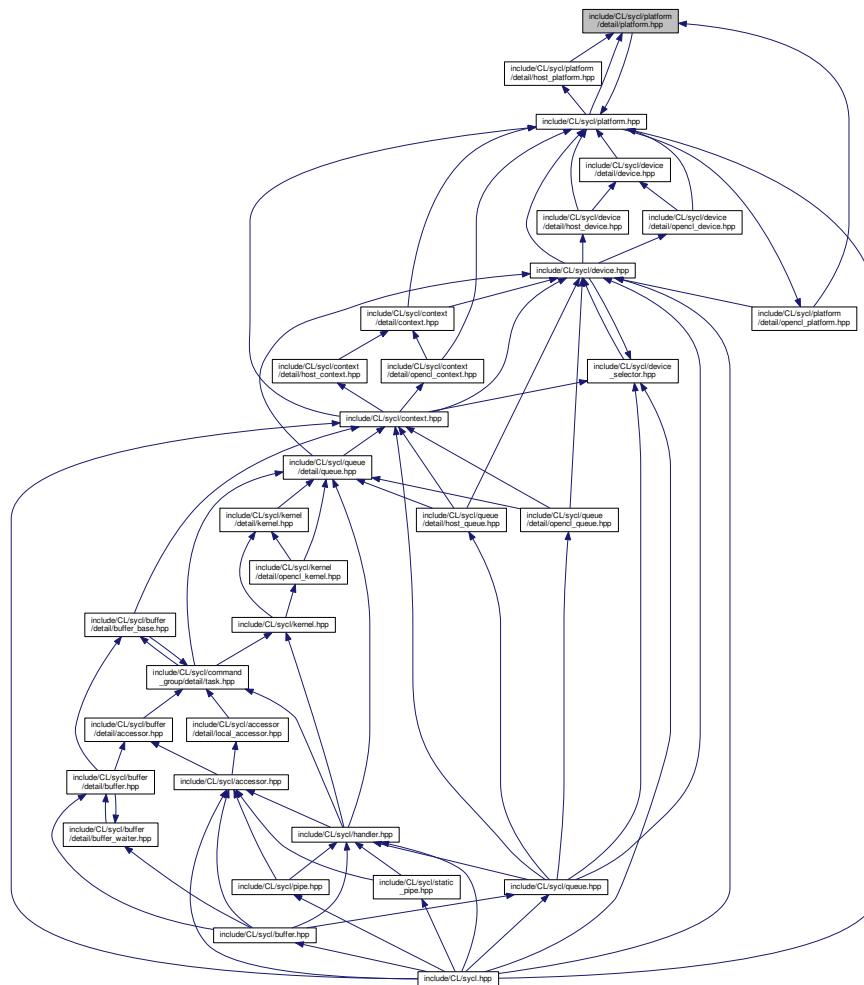 include/CL/sycl/platform
/detail/platform.hpp
include/CL/sycl/platform
/detail/host_platform.hpp
include/CL/sycl/platform.hpp
include/CL/sycl/device
/detail/device.hpp
include/CL/sycl/device
/detail/host_device.hpp
include/CL/sycl/device
/detail/opencl_device.hpp
include/CL/sycl/device.hpp
include/CL/sycl/context
/detail/context.hpp
include/CL/sycl/platform
/detail/opencl_platform.hpp
include/CL/sycl/context
/detail/host_context.hpp
include/CL/sycl/context
/detail/opencl_context.hpp
include/CL/sycl/device
_selector.hpp
include/CL/sycl/context.hpp
include/CL/sycl/queue
/detail/queue.hpp
include/CL/sycl/kernel
/detail/kernel.hpp
include/CL/sycl/queue
/detail/host_queue.hpp
include/CL/sycl/queue
/detail/opencl_queue.hpp
include/CL/sycl/kernel
/detail/opencl_kernel.hpp
include/CL/sycl/buffer
/detail/buffer_base.hpp
include/CL/sycl/kernel.hpp
include/CL/sycl/command
_group/detail/task.hpp
include/CL/sycl/buffer
/detail/accessor.hpp
include/CL/sycl/accessor
/detail/local_accessor.hpp
include/CL/sycl/buffer
/detail/buffer.hpp
include/CL/sycl/accessor.hpp
include/CL/sycl/buffer
/detail/buffer_waiter.hpp
include/CL/sycl/handler.hpp
include/CL/sycl/pipe.hpp
include/CL/sycl/static
_pipe.hpp
include/CL/sycl/queue.hpp
include/CL/sycl/buffer.hpp
include/CL/sycl.hpp